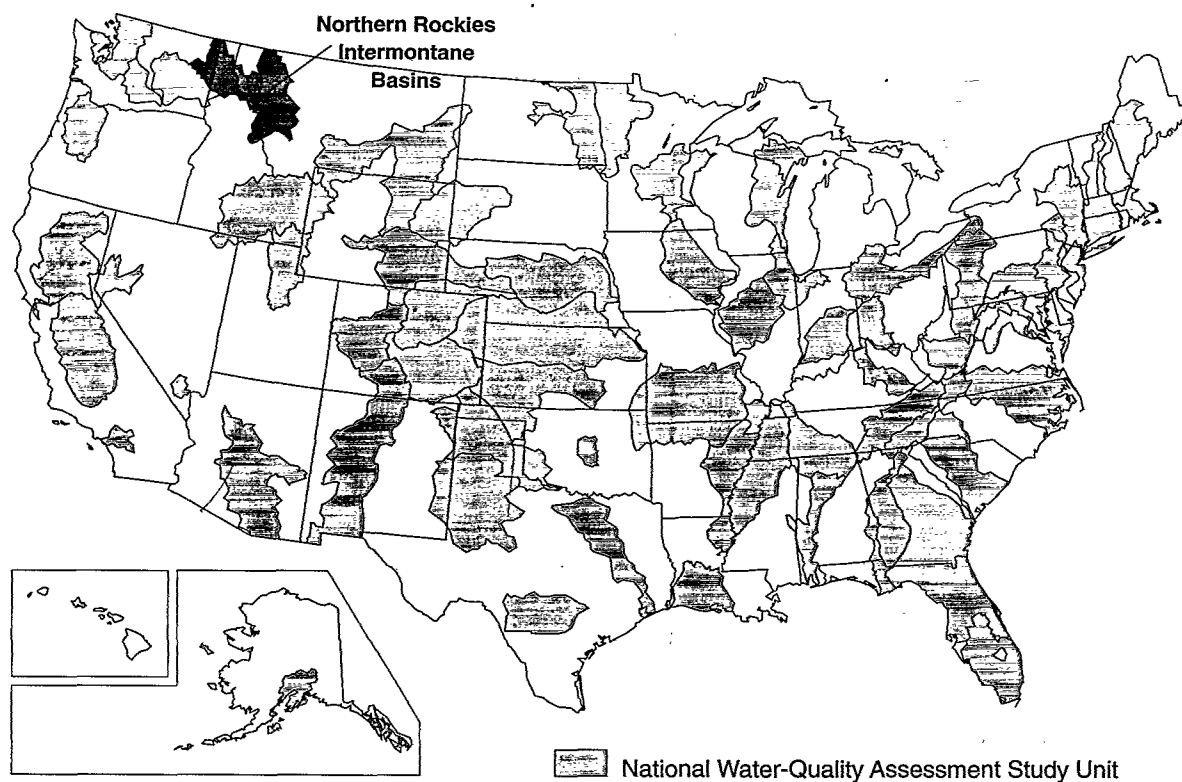 Northern Rockies
Intermontane
Basins
National Water-Quality Assessment Study Unit